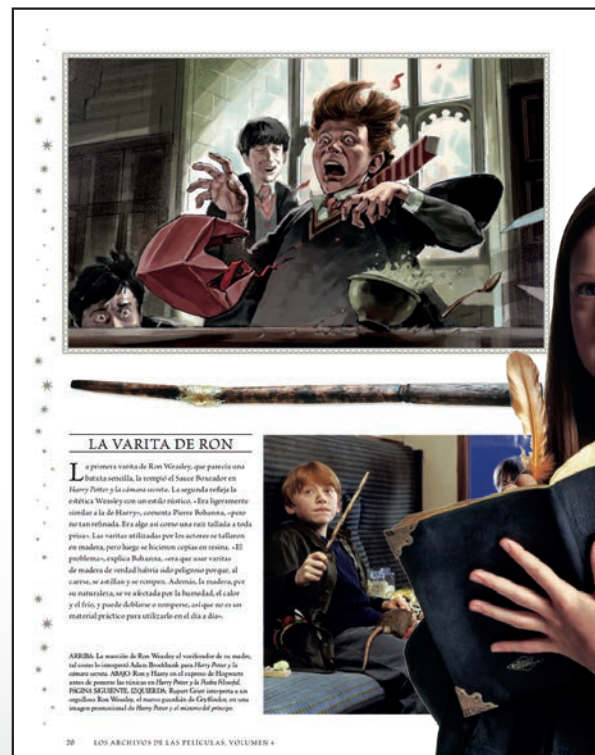 LA VARITA DE RON
La primera varita de Ron Weasley, que parecía una
batuta sencilla, la rompió el Sauce Boxeador en
Harry Potter y la cámara secreta. La segunda refleja la
estética Weasley con un estilo rústico. «Era ligeramente
similar a la de Harry», comenta Pierre Bohanna, «pero
no tan refinada. Era algo así como una raíz tallada a toda
prisa». Las varitas utilizadas por los actores se tallaron
en madera, pero luego se hicieron copias en resina. «El
problema», explica Bohanna, «era que usar varitas
de madera de verdad habría sido peligroso porque, al
caerse, se astillan y se rompen. Además, la madera, por
su naturaleza, se ve afectada por la humedad, el calor
y el frío, y puede doblarse o romperse, así que no es un
material práctico para utilizarlo en el día a día».
ARRIBA: La reacción de Ron Weasley al vociferador de su madre,
tal como lo interpretó Adam Brockbank para Harry Potter y la
cámara secreta. ABAJO: Ron y Harry en el expreso de Hogwarts
antes de ponerse las túnicas en Harry Potter y la Piedra Filosofal.
PÁGINA SIGUIENTE, IZQUIERDA: Rupert Grint interpreta a un
orgulloso Ron Weasley, el nuevo guardián de Gryffindor, en una
imagen promocional de Harry Potter y el misterio del príncipe.
20 LOS ARCHIVOS DE LAS PELÍCULAS, VOLUMEN 4